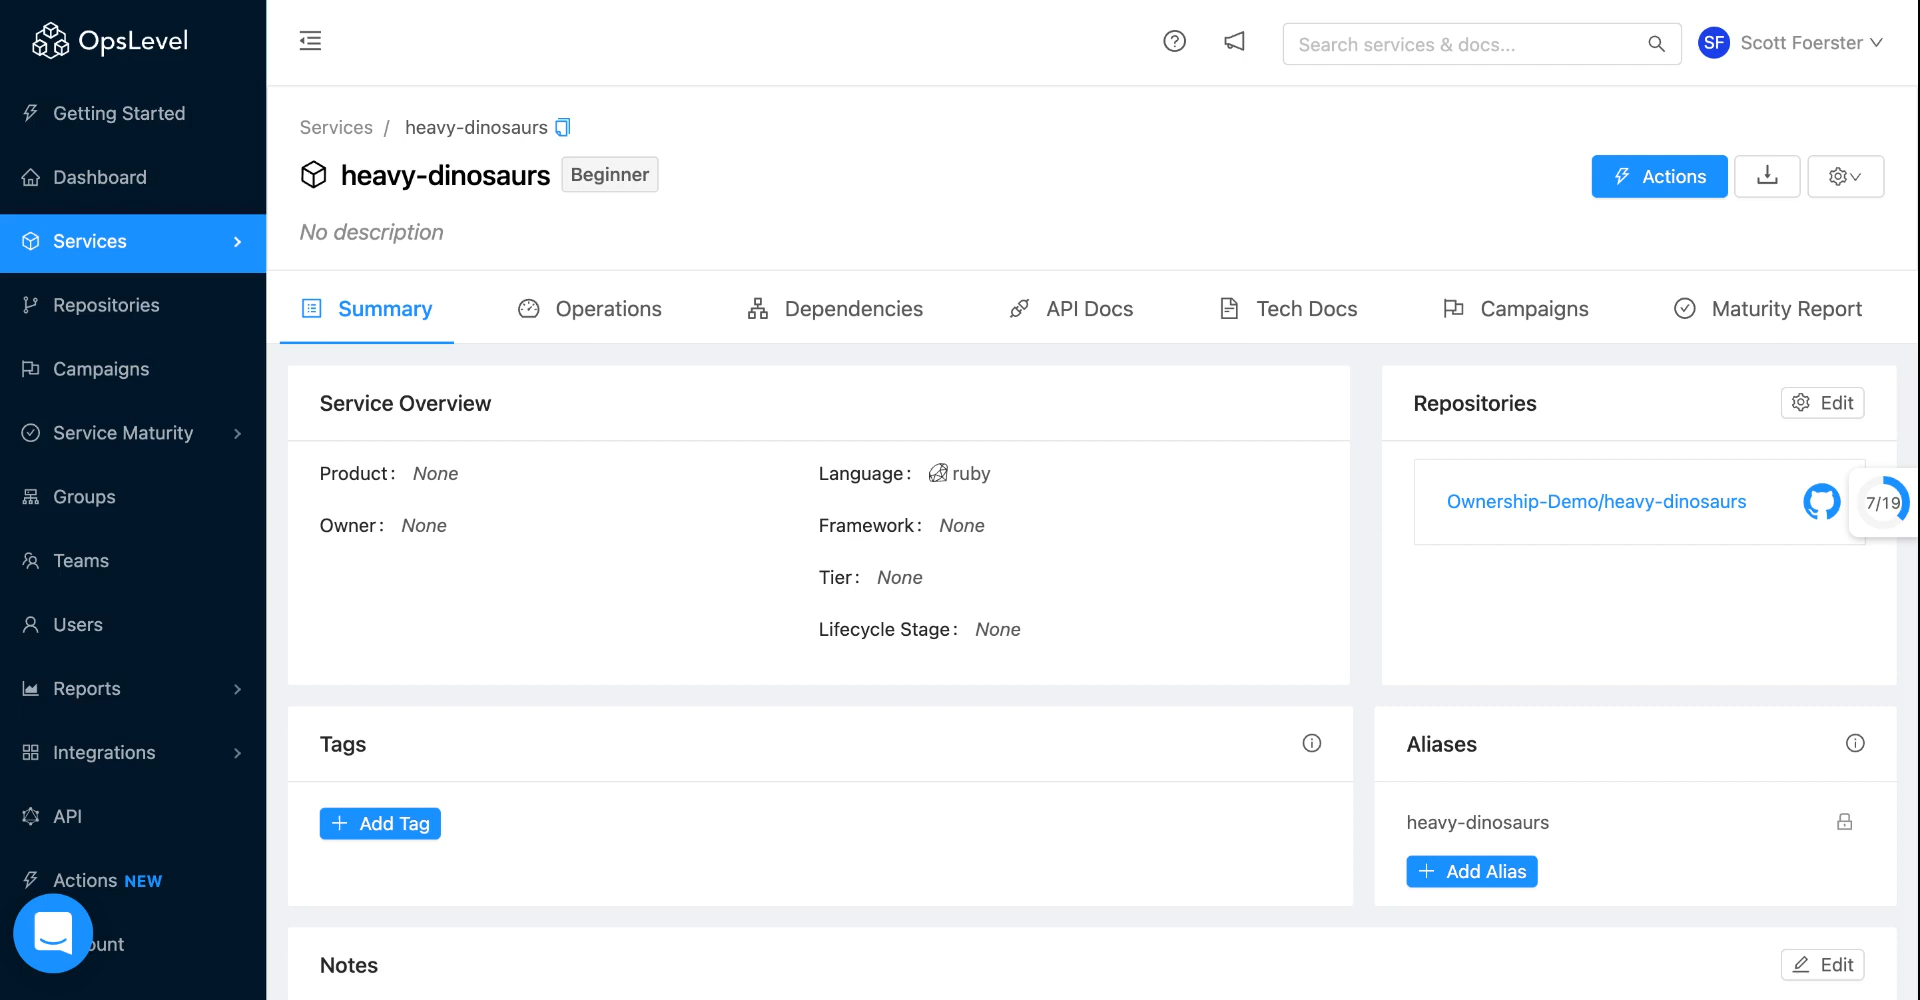 OpsLevel
Search services & docs...
SF
Scott Foerster
Getting Started
Dashboard
Services
Repositories
Campaigns
Service Maturity
Groups
Teams
Users
Reports
Integrations
API
Actions NEW
ount
Services / heavy-dinosaurs
heavy-dinosaurs Beginner
Actions
No description
Summary
Operations
Dependencies
API Docs
Tech Docs
Campaigns
Maturity Report
Service Overview
Product: None
Owner: None
Language: ruby
Framework: None
Tier: None
Lifecycle Stage: None
Repositories
Edit
Ownership-Demo/heavy-dinosaurs
7/19
Tags
Add Tag
Aliases
heavy-dinosaurs
Add Alias
Notes
Edit